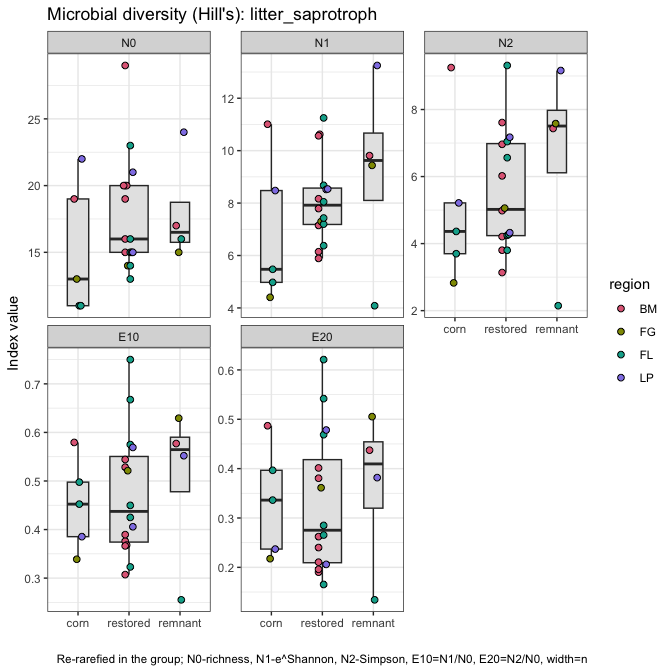 Microbial diversity (Hill's): litter_saprotroph
N0
N1
N2
25
20
15
12
10
8
6
4
8
6
4
2
corn restored remnant
E10
E20
0.7
0.6
0.5
0.4
0.3
0.6
0.5
0.4
0.3
0.2
corn restored remnant
corn restored remnant
Index value
region
BM
FG
FL
LP
Re-rarefied in the group; N0-richness, N1-e^Shannon, N2-Simpson, E10=N1/N0, E20=N2/N0, width=n